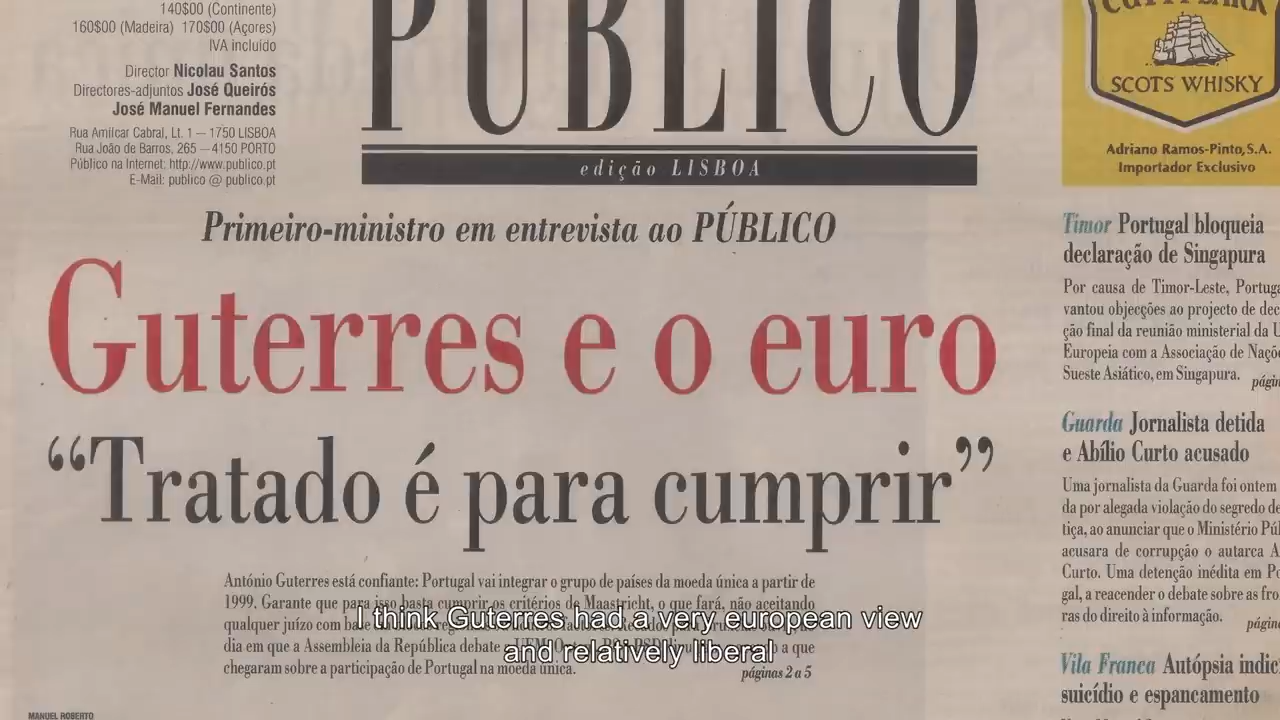 140$00 (Continente)
160$00 (Madeira) 170$00 (Açores)
IVA incluído
Director Nicolau Santos
Directores-adjuntos José Queirós
José Manuel Fernandes
Rua Amílcar Cabral, Lt. 1 — 1750 LISBOA
Rua João de Barros, 265 — 4150 PORTO
Público na Internet: http://www.publico.pt
E-Mail: publico @ publico.pt
PÚBLICO
edição LISBOA
CUTTY SARK
SCOTS WHISKY
Adriano Ramos-Pinto, S.A.
Importador Exclusivo
Primeiro-ministro em entrevista ao PÚBLICO
Guterres e o euro
“Tratado é para cumprir”
António Guterres está confiante: Portugal vai integrar o grupo de países da moeda única a partir de
1999. Garante que para isso basta cumprir os critérios de Maastricht, o que fará, não aceitando
qualquer juízo com
dia em que a Assembleia da República debate a que
chegaram sobre a participação de Portugal na moeda única.
páginas 2 a 5
I think Guterres had a very european view
and relatively liberal
MANUEL ROBERTO
Timor Portugal bloqueia
declaração de Singapura
Por causa de Timor-Leste,
vantou objecções ao projecto de
ção final da reunião ministerial da
Europeia com a Associação de
Sueste Asiático, em Singapura.
Guarda Jornalista detida
e Abílio Curto acusado
Uma jornalista da Guarda foi ontem
da por alegada violação do segredo de
tiça, ao anunciar que o Ministério
acusara de corrupção o autarca
Curto. Uma detenção inédita em
gal, a reacender o debate sobre as
ras do direito à informação.
Vila Franca Autópsia
suicídio e espancamento